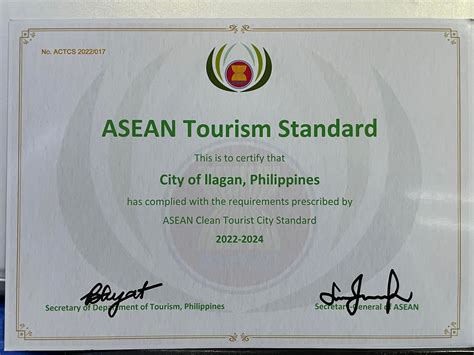 No. ACTCS 2022/017
ASEAN Tourism Standard
This is to certify that
City of Ilagan, Philippines
has complied with the requirements prescribed by
ASEAN Clean Tourist City Standard
2022-2024
Secretary of Department of Tourism, Philippines
Secretary-General of ASEAN